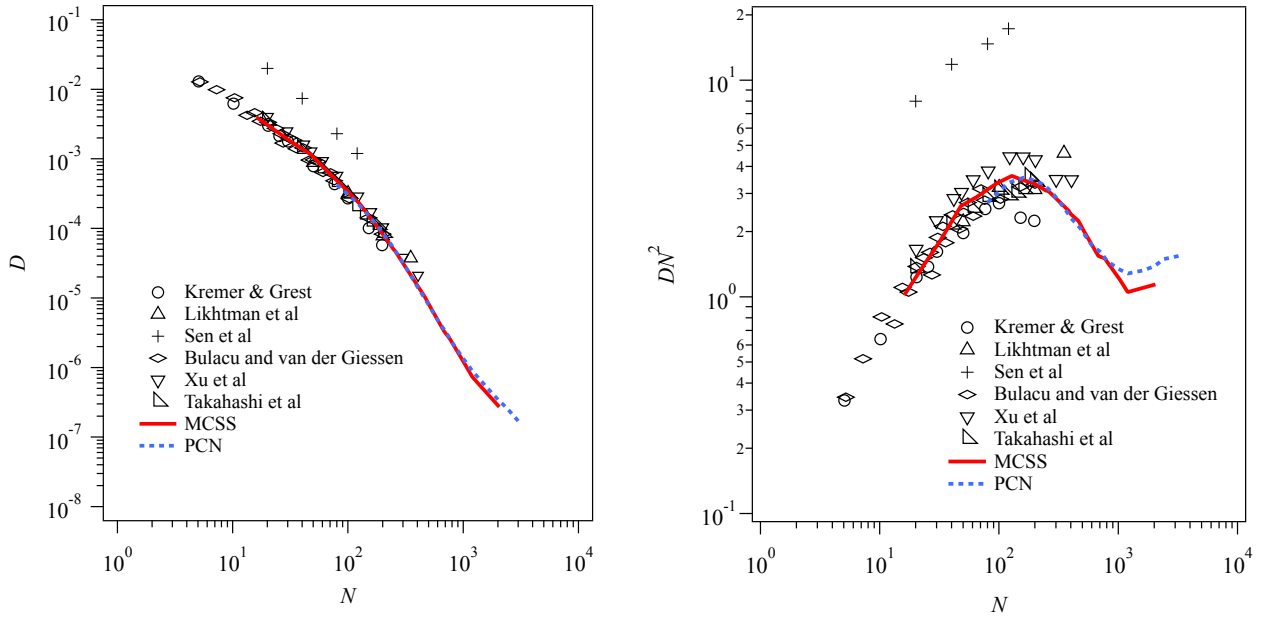 10^-1
10^-2
10^-3
10^-4
10^-5
10^-6
10^-7
10^-8
D
Kremer & Grest
Likhtman et al
Sen et al
Bulacu and van der Giessen
Xu et al
Takahashi et al
MCSS
PCN
10^0 10^1 10^2 10^3 10^4
N
2
10^1
6
5
4
3
2
10^0
6
5
4
3
2
10^-1
DN^2
Kremer & Grest
Likhtman et al
Sen et al
Bulacu and van der Giessen
Xu et al
Takahashi et al
MCSS
PCN
10^0 10^1 10^2 10^3 10^4
N